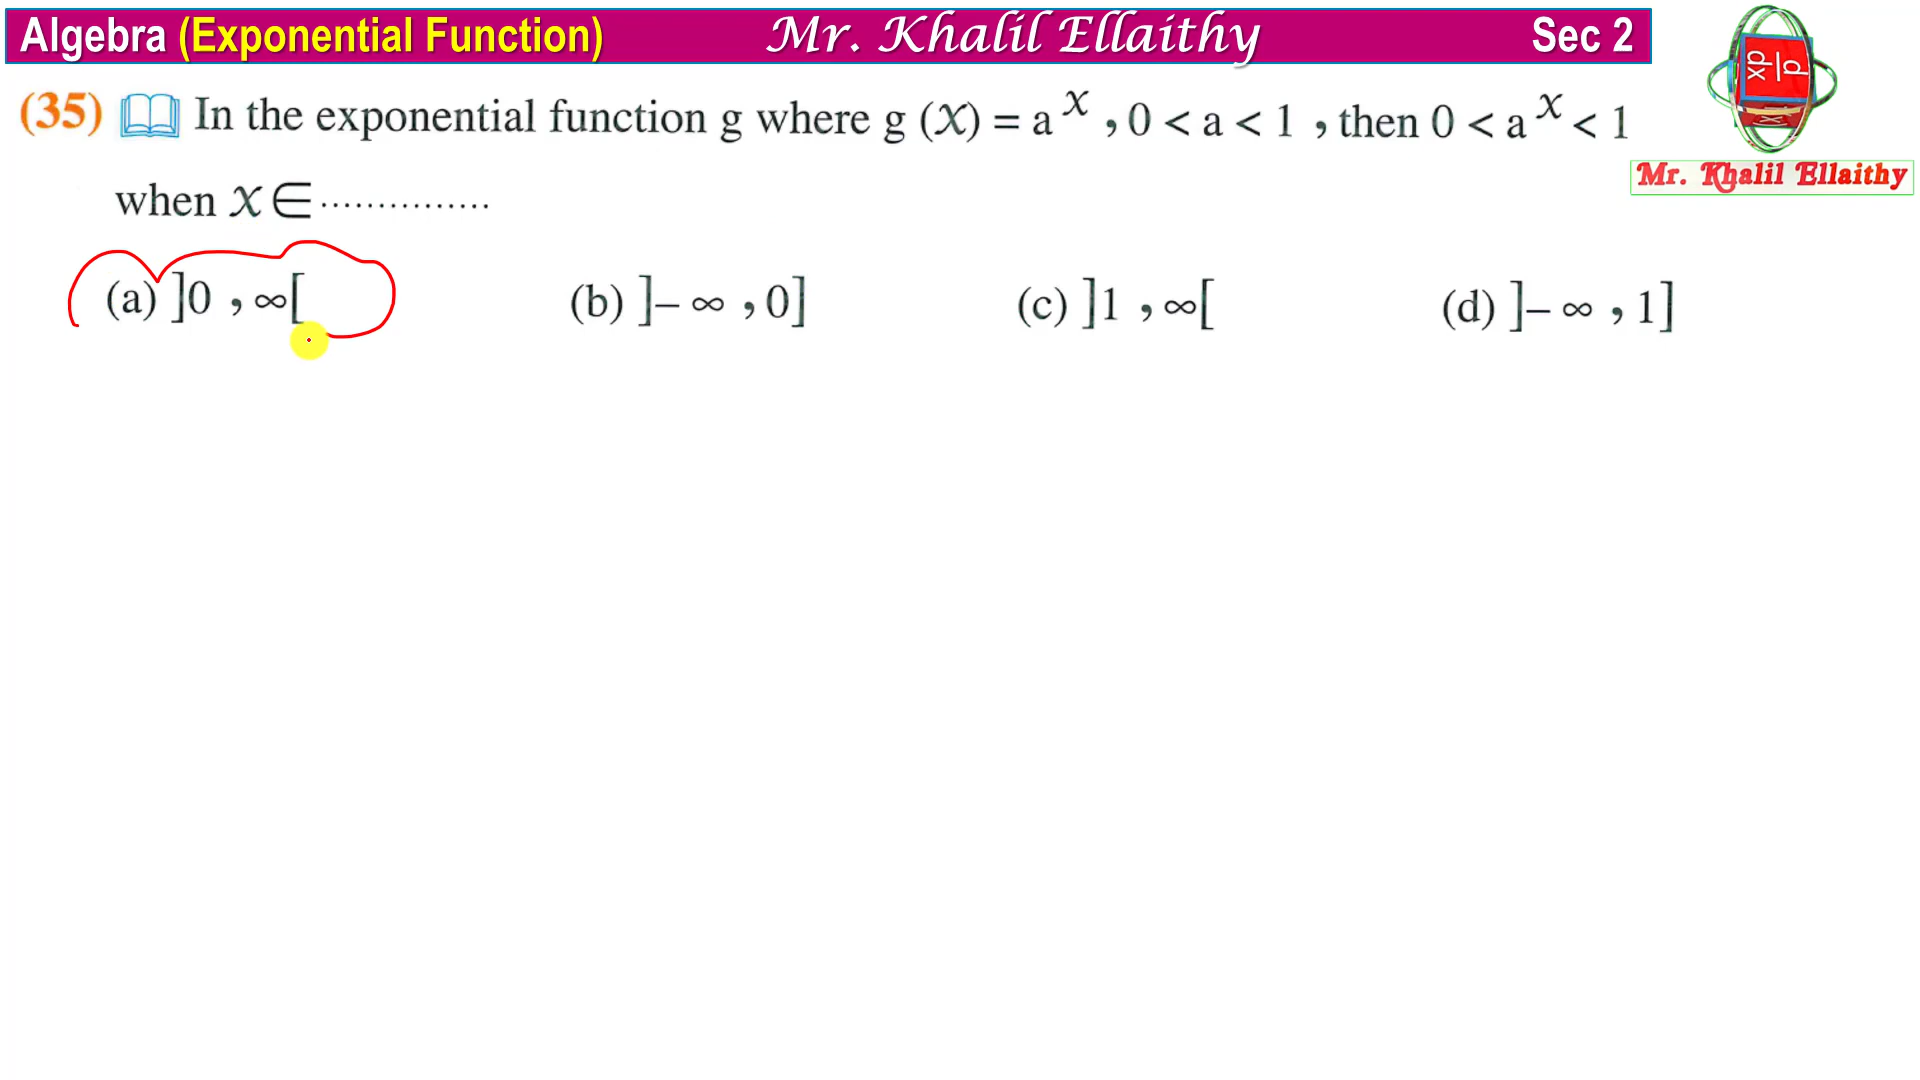 Algebra (Exponential Function) Mr. Khalil Ellaithy Sec 2
d
dx
(35) In the exponential function g where g (X) = a^X , 0 < a < 1 , then 0 < a^X < 1
Mr. Khalil Ellaithy
when X ∈ ...............
(a) ]0 , ∞[ (b) ]– ∞ , 0] (c) ]1 , ∞[ (d) ]– ∞ , 1]